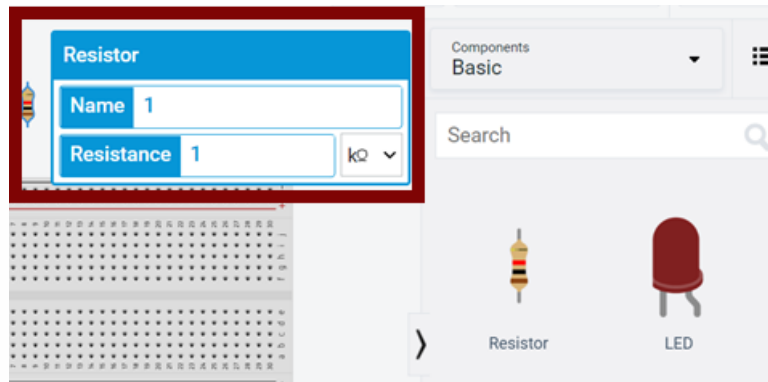 Resistor
Name 1
Resistance 1 kΩ
Components
Basic
Search
Resistor
LED